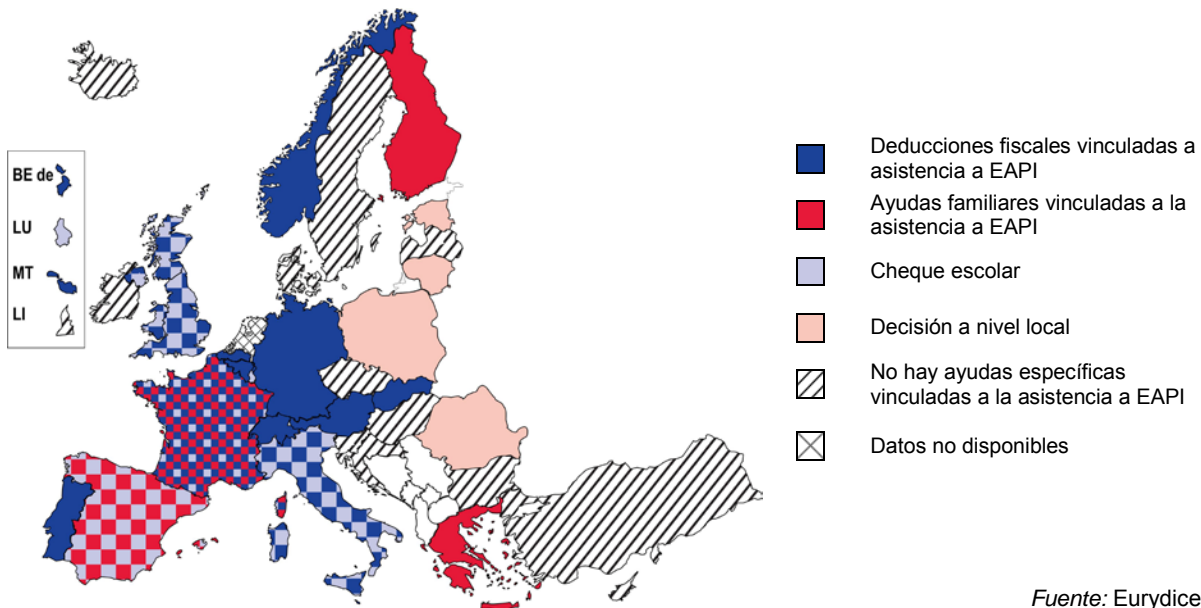 BE de
LU
MT
LI
Deducciones fiscales vinculadas a
asistencia a EAPI
Ayudas familiares vinculadas a la
asistencia a EAPI
Cheque escolar
Decisión a nivel local
No hay ayudas específicas
vinculadas a la asistencia a EAPI
Datos no disponibles
Fuente: Eurydice